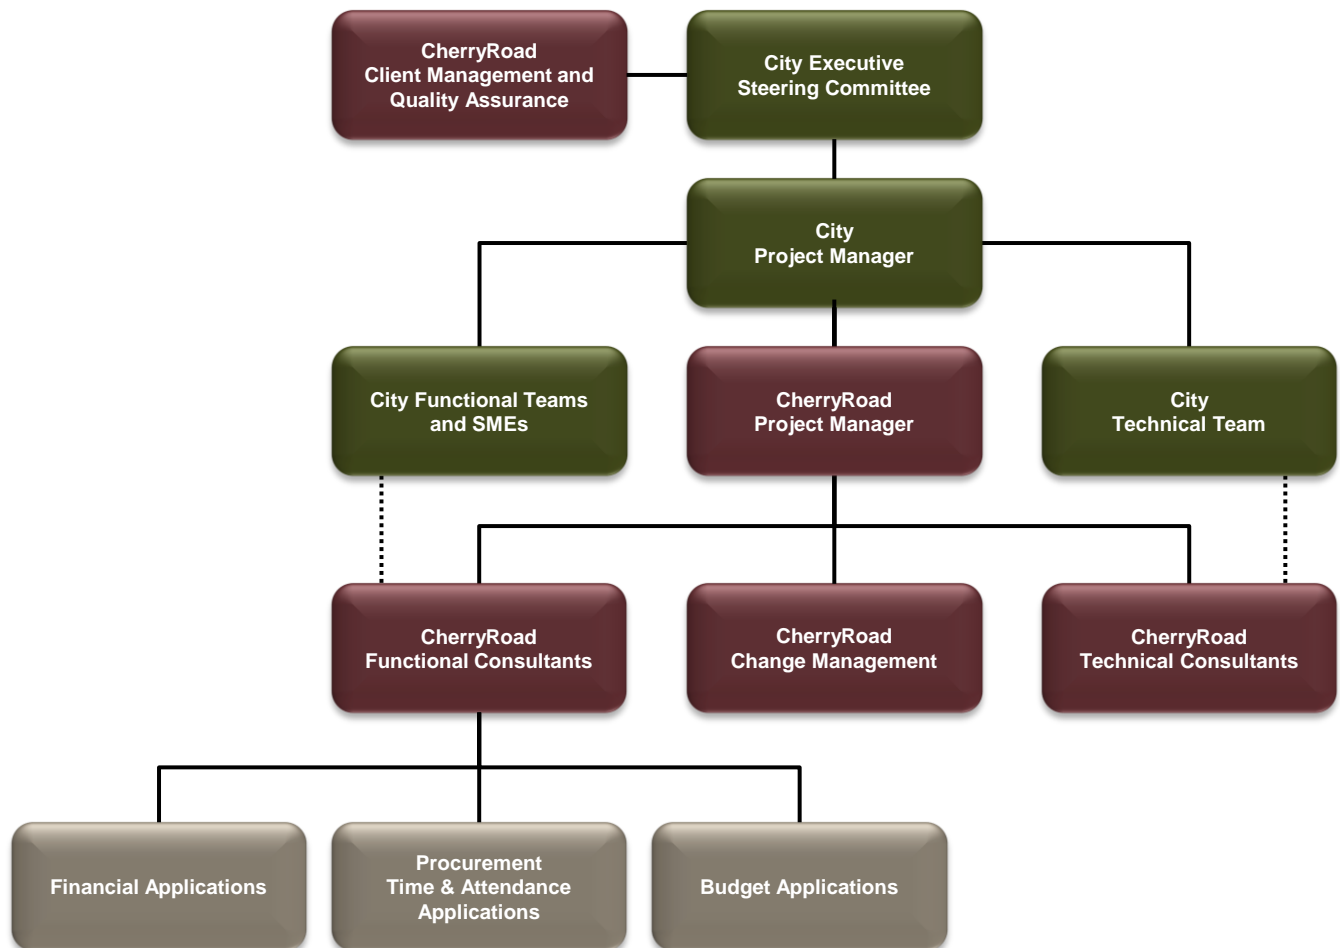 CherryRoad
Client Management and
Quality Assurance
City Executive
Steering Committee
City
Project Manager
City Functional Teams
and SMEs
CherryRoad
Project Manager
City
Technical Team
CherryRoad
Functional Consultants
CherryRoad
Change Management
CherryRoad
Technical Consultants
Financial Applications
Procurement
Time & Attendance
Applications
Budget Applications